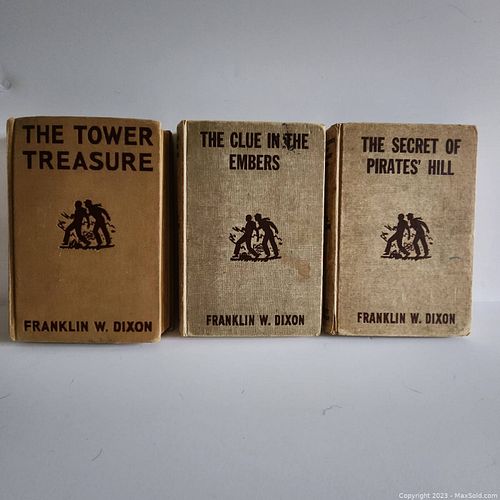 THE TOWER
TREASURE
FRANKLIN W. DIXON
THE CLUE IN THE
EMBERS
FRANKLIN W. DIXON
THE SECRET OF
PIRATES' HILL
FRANKLIN W. DIXON
Copyright 2023 - MaxSold.com